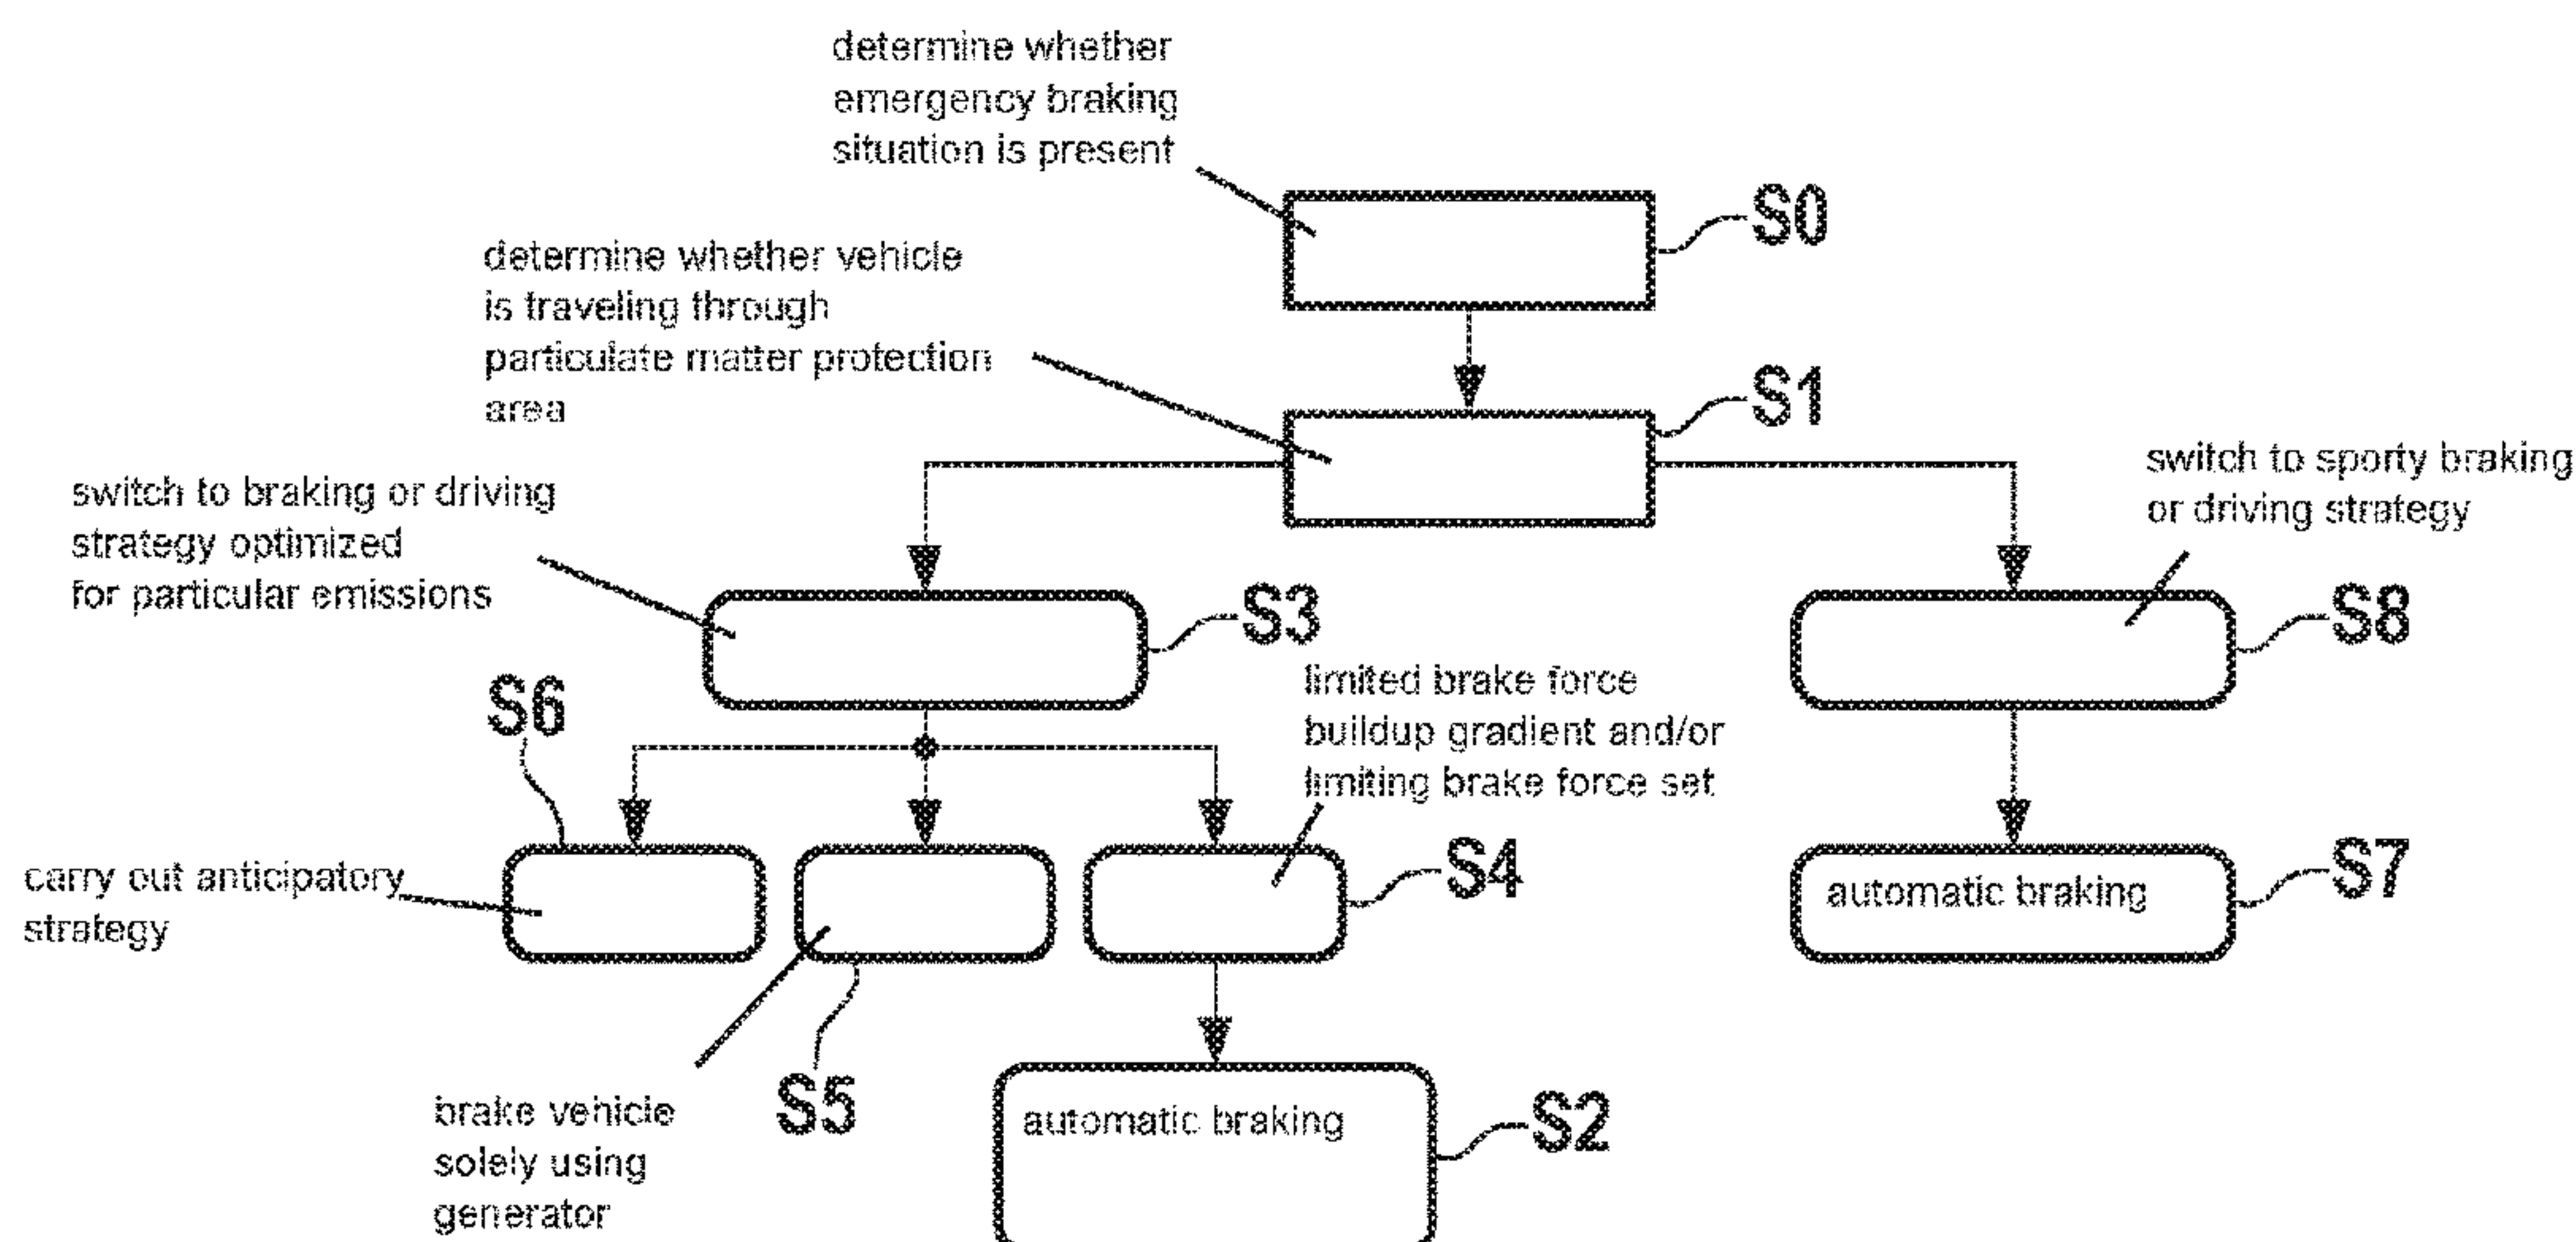 determine whether
emergency braking
situation is present
S0
determine whether vehicle
is traveling through
particulate matter protection
area
S1
switch to sporty braking
or driving strategy
switch to braking or driving
strategy optimized
for particular emissions
S3
S8
limited brake force
buildup gradient and/or
limiting brake force set
S6
carry out anticipatory
strategy
S4
automatic braking
S7
brake vehicle
solely using
generator
S5
automatic braking
S2